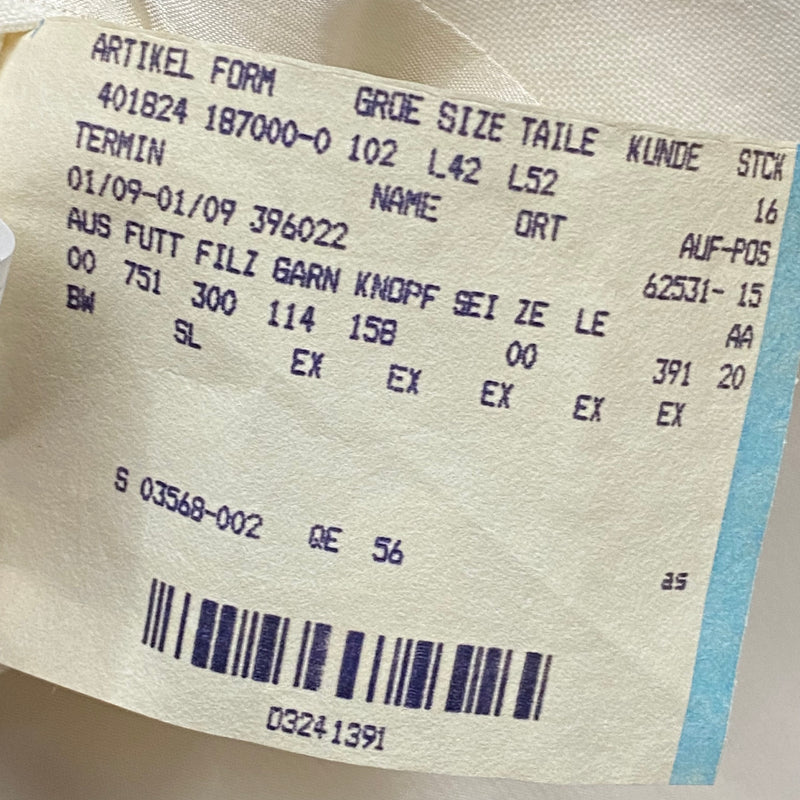 ARTIKEL FORM GROE SIZE TAILE KUNDE STCK
401824 187000-0 102 L42 L52 16
TERMIN NAME ORT AUF-POS
01/09-01/09 396022 62531- 15
AUS FUTT FILZ GARN KNOPF SEI ZE LE AA
00 751 300 114 158 00 391 20
BW SL EX EX EX EX EX
S 03568-002 QE 56
as
03241391